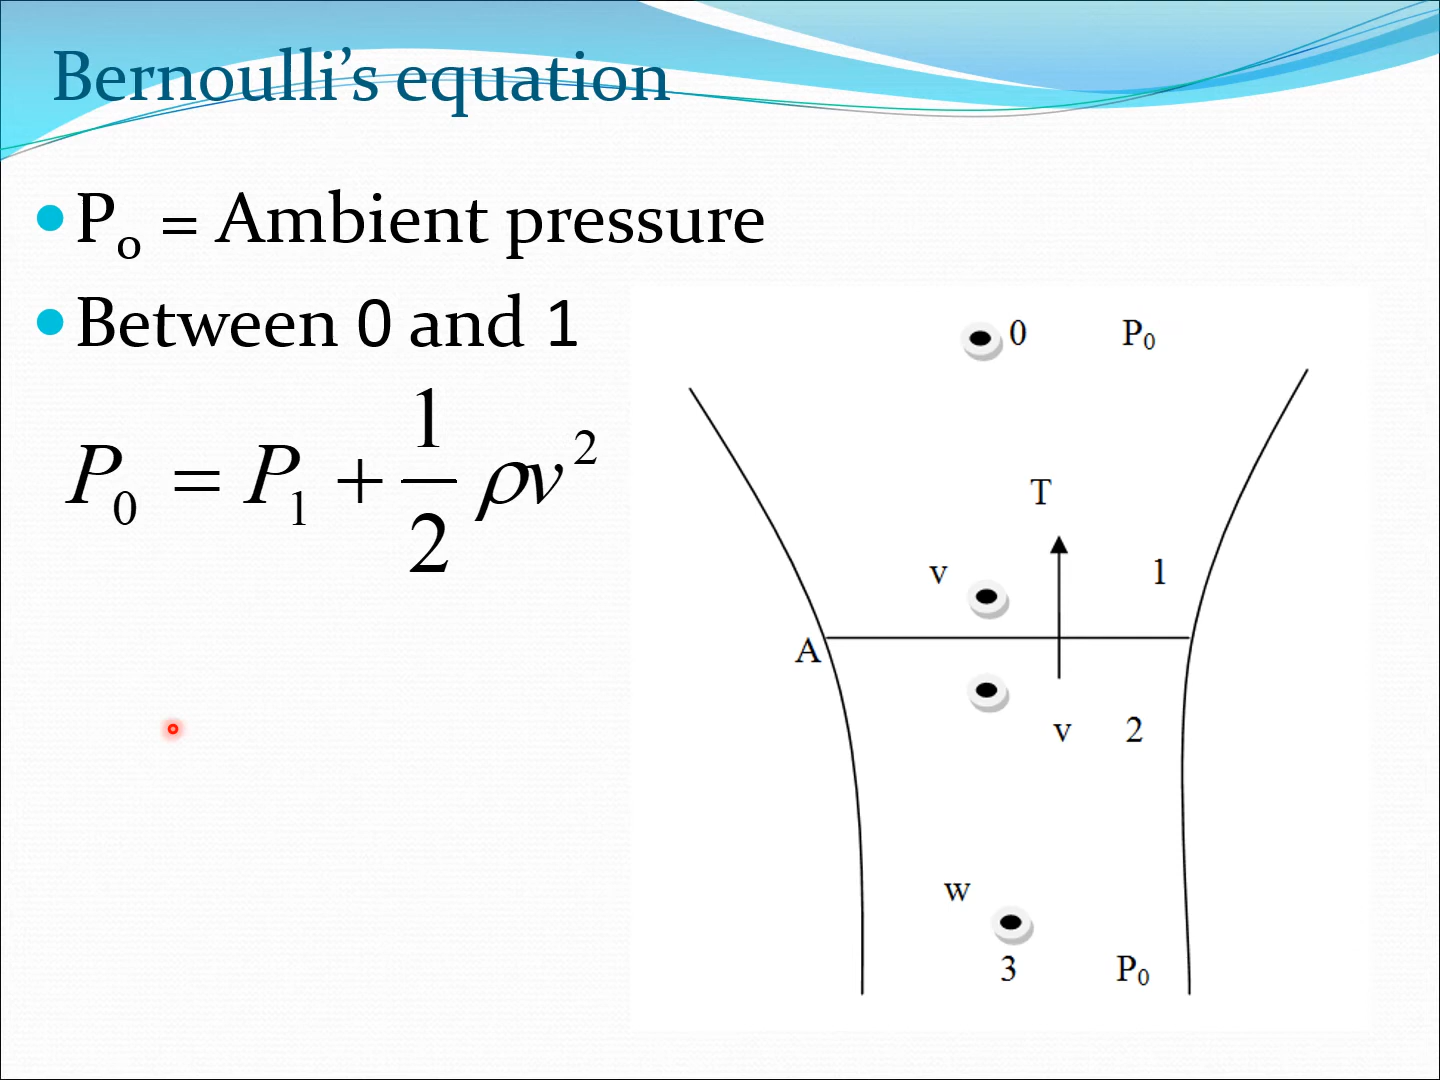 Bernoulli's equation
P₀ = Ambient pressure
Between 0 and 1
P₀ = P₁ + 1/2 ρv²
0 P₀
T
v 1
A
v 2
w
3 P₀